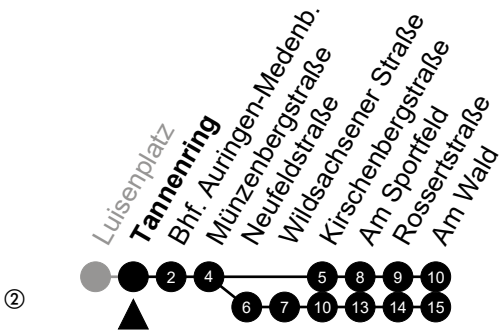 Luisenplatz
Tannenring
Bhf. Auringen-Medenb.
Münzenbergstraße
Neufeldstraße
Wildsachsener Straße
Kirschenbergstraße
Am Sportfeld
Rossertstraße
Am Wald
2 4 5 8 9 10
② 6 7 10 13 14 15